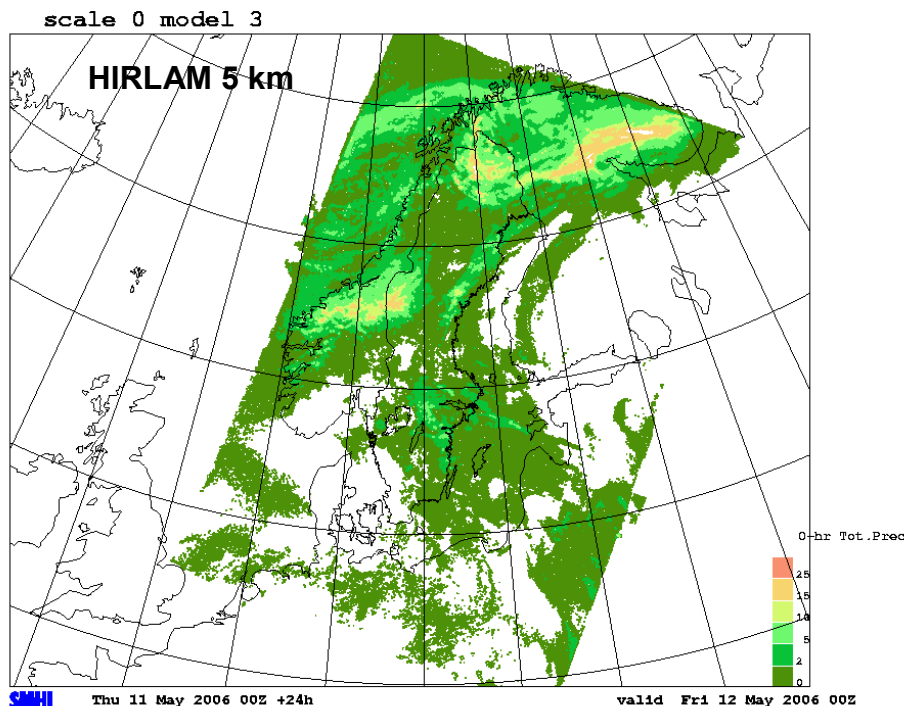 scale 0 model 3
HIRLAM 5 km
0-hr Tot.Prec
25
15
10
5
2
0
SMHI Thu 11 May 2006 00Z +24h valid Fri 12 May 2006 00Z